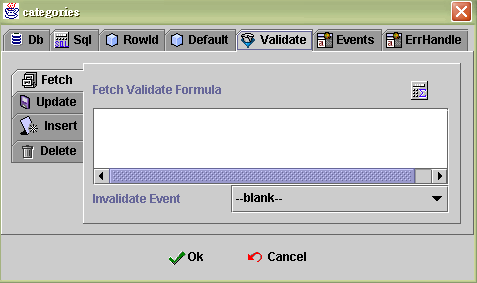 categories
Db Sql RowId Default Validate Events ErrHandle
Fetch
Update
Insert
Delete
Fetch Validate Formula
Invalidate Event --blank--
Ok Cancel